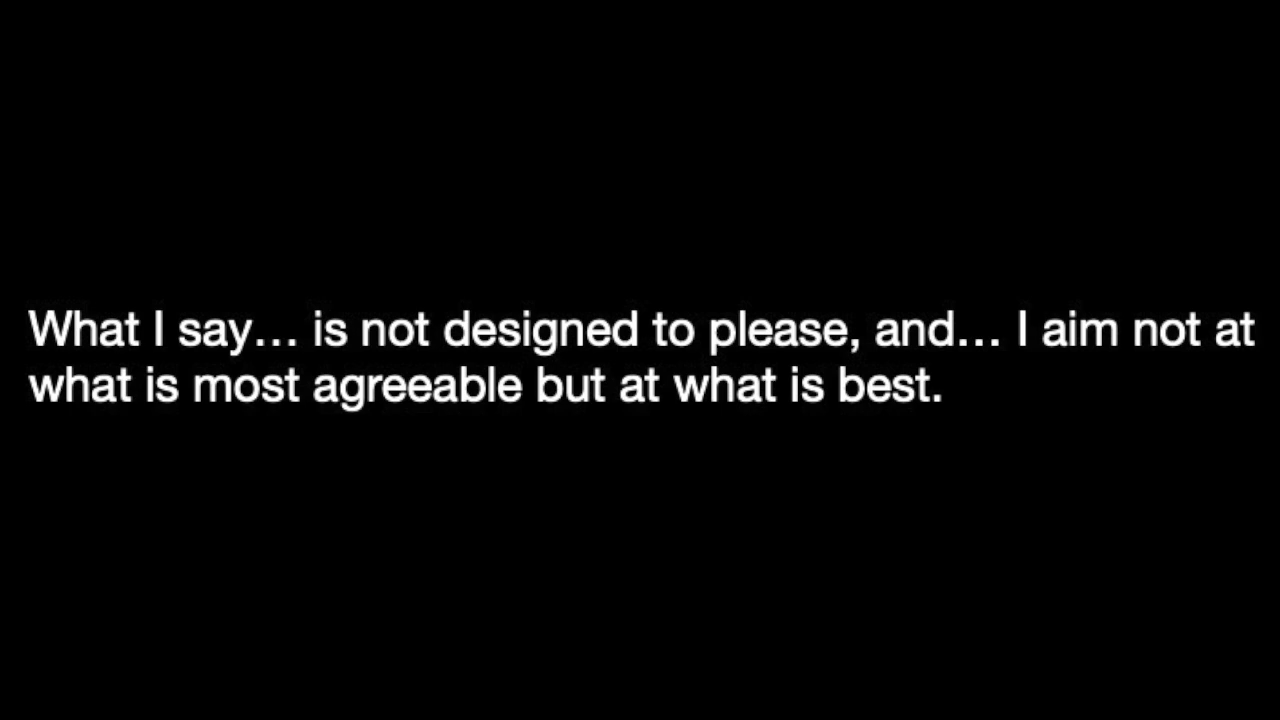 What I say… is not designed to please, and… I aim not at
what is most agreeable but at what is best.